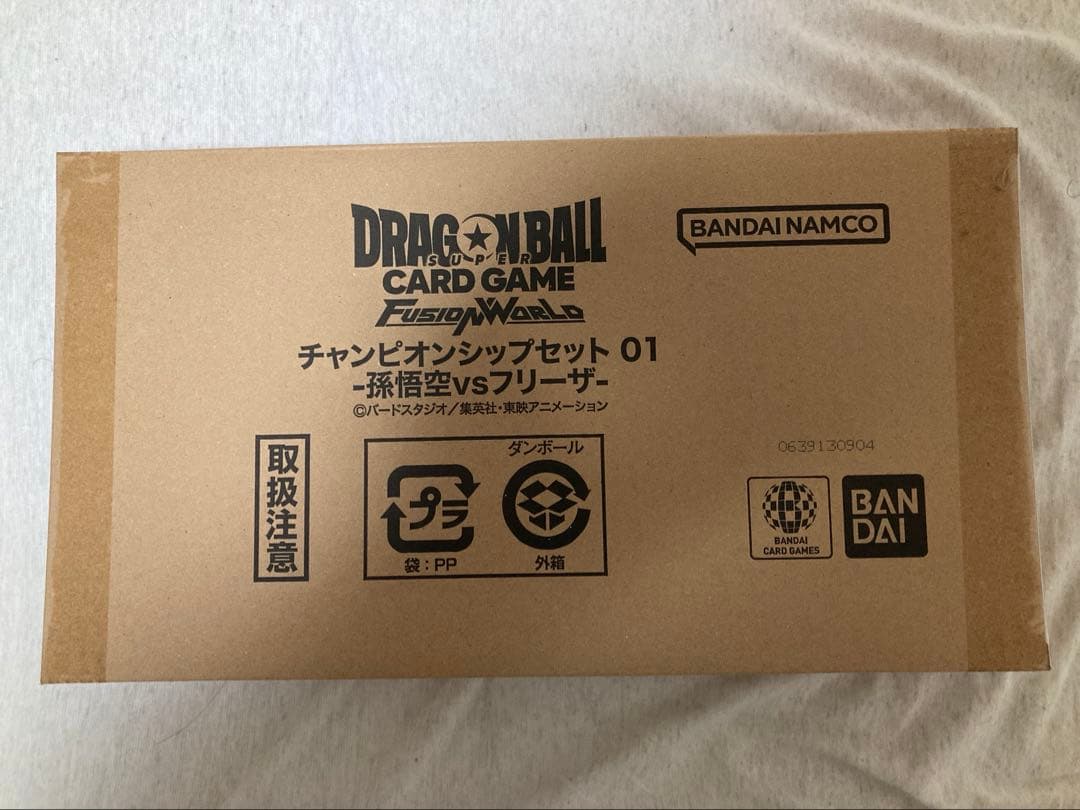 DRAGON BALL
SUPER
CARD GAME
FUSION WORLD
BANDAI NAMCO
チャンピオンシップセット 01
-孫悟空vsフリーザ-
©バードスタジオ／集英社・東映アニメーション
取扱注意
プラ
袋：PP
ダンボール
外箱
0639130904
BANDAI
CARD GAMES
BAN
DAI